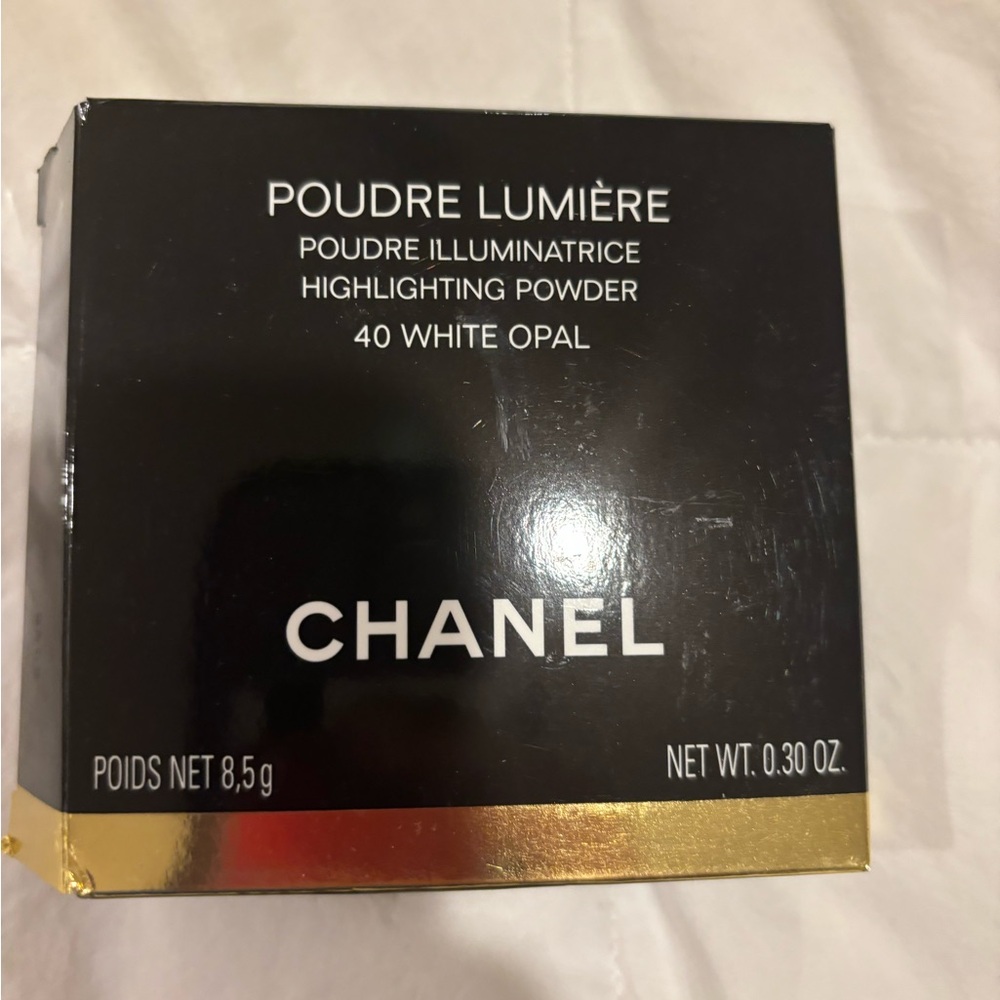 POUDRE LUMIÈRE
POUDRE ILLUMINATRICE
HIGHLIGHTING POWDER
40 WHITE OPAL
CHANEL
POIDS NET 8,5 g
NET WT. 0.30 OZ.